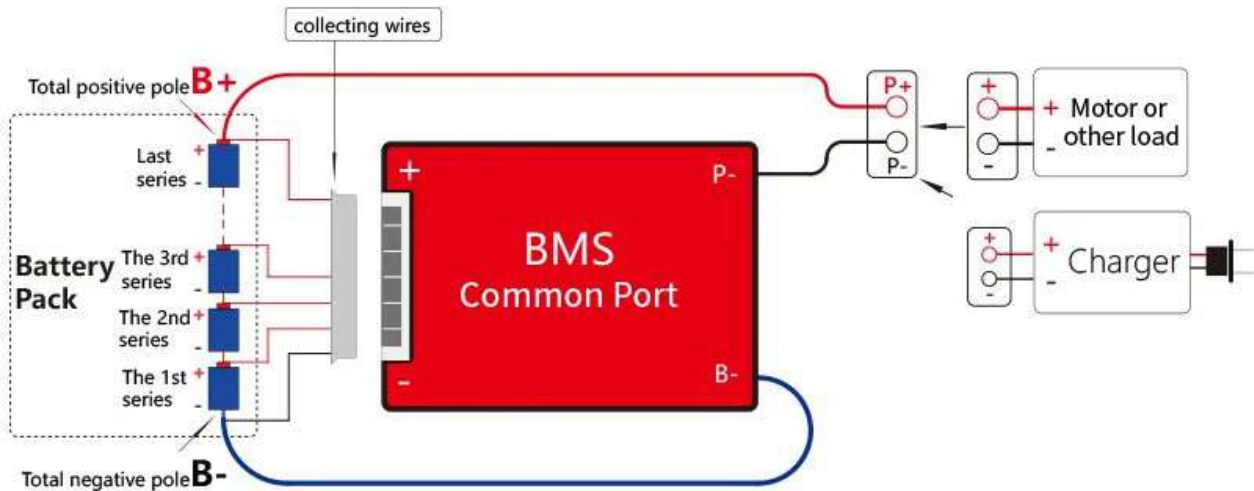 collecting wires
Total positive pole B+
Last
series
+
-
The 3rd
series
+
-
Battery
Pack
The 2nd
series
+
-
The 1st
series
+
-
Total negative pole B-
+
-
BMS
Common Port
P-
B-
P+
P-
+
-
+
-
Motor or
other load
+
-
+
-
Charger